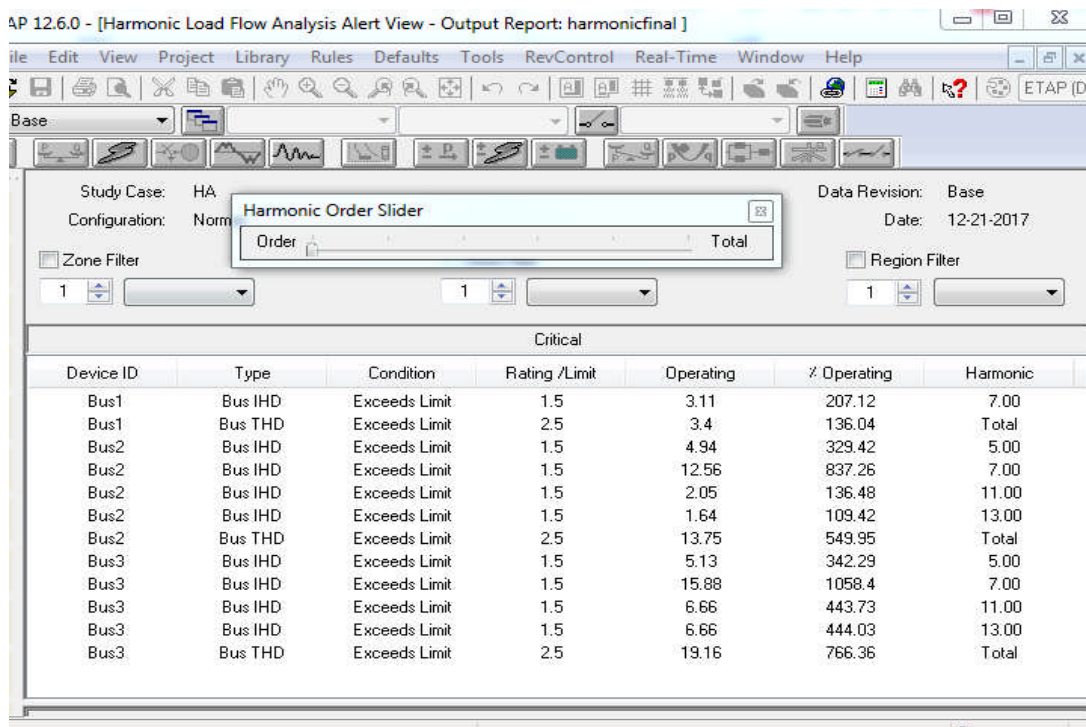 AP 12.6.0 - [Harmonic Load Flow Analysis Alert View - Output Report: harmonicfinal ]
ile Edit View Project Library Rules Defaults Tools RevControl Real-Time Window Help
ETAP (D
Base
Study Case: HA Data Revision: Base
Harmonic Order Slider
Configuration: Norm Date: 12-21-2017
Order Total
Zone Filter Region Filter
1 1 1
Critical
Device ID Type Condition Rating /Limit Operating % Operating Harmonic
Bus1 Bus IHD Exceeds Limit 1.5 3.11 207.12 7.00
Bus1 Bus THD Exceeds Limit 2.5 3.4 136.04 Total
Bus2 Bus IHD Exceeds Limit 1.5 4.94 329.42 5.00
Bus2 Bus IHD Exceeds Limit 1.5 12.56 837.26 7.00
Bus2 Bus IHD Exceeds Limit 1.5 2.05 136.48 11.00
Bus2 Bus IHD Exceeds Limit 1.5 1.64 109.42 13.00
Bus2 Bus THD Exceeds Limit 2.5 13.75 549.95 Total
Bus3 Bus IHD Exceeds Limit 1.5 5.13 342.29 5.00
Bus3 Bus IHD Exceeds Limit 1.5 15.88 1058.4 7.00
Bus3 Bus IHD Exceeds Limit 1.5 6.66 443.73 11.00
Bus3 Bus IHD Exceeds Limit 1.5 6.66 444.03 13.00
Bus3 Bus THD Exceeds Limit 2.5 19.16 766.36 Total